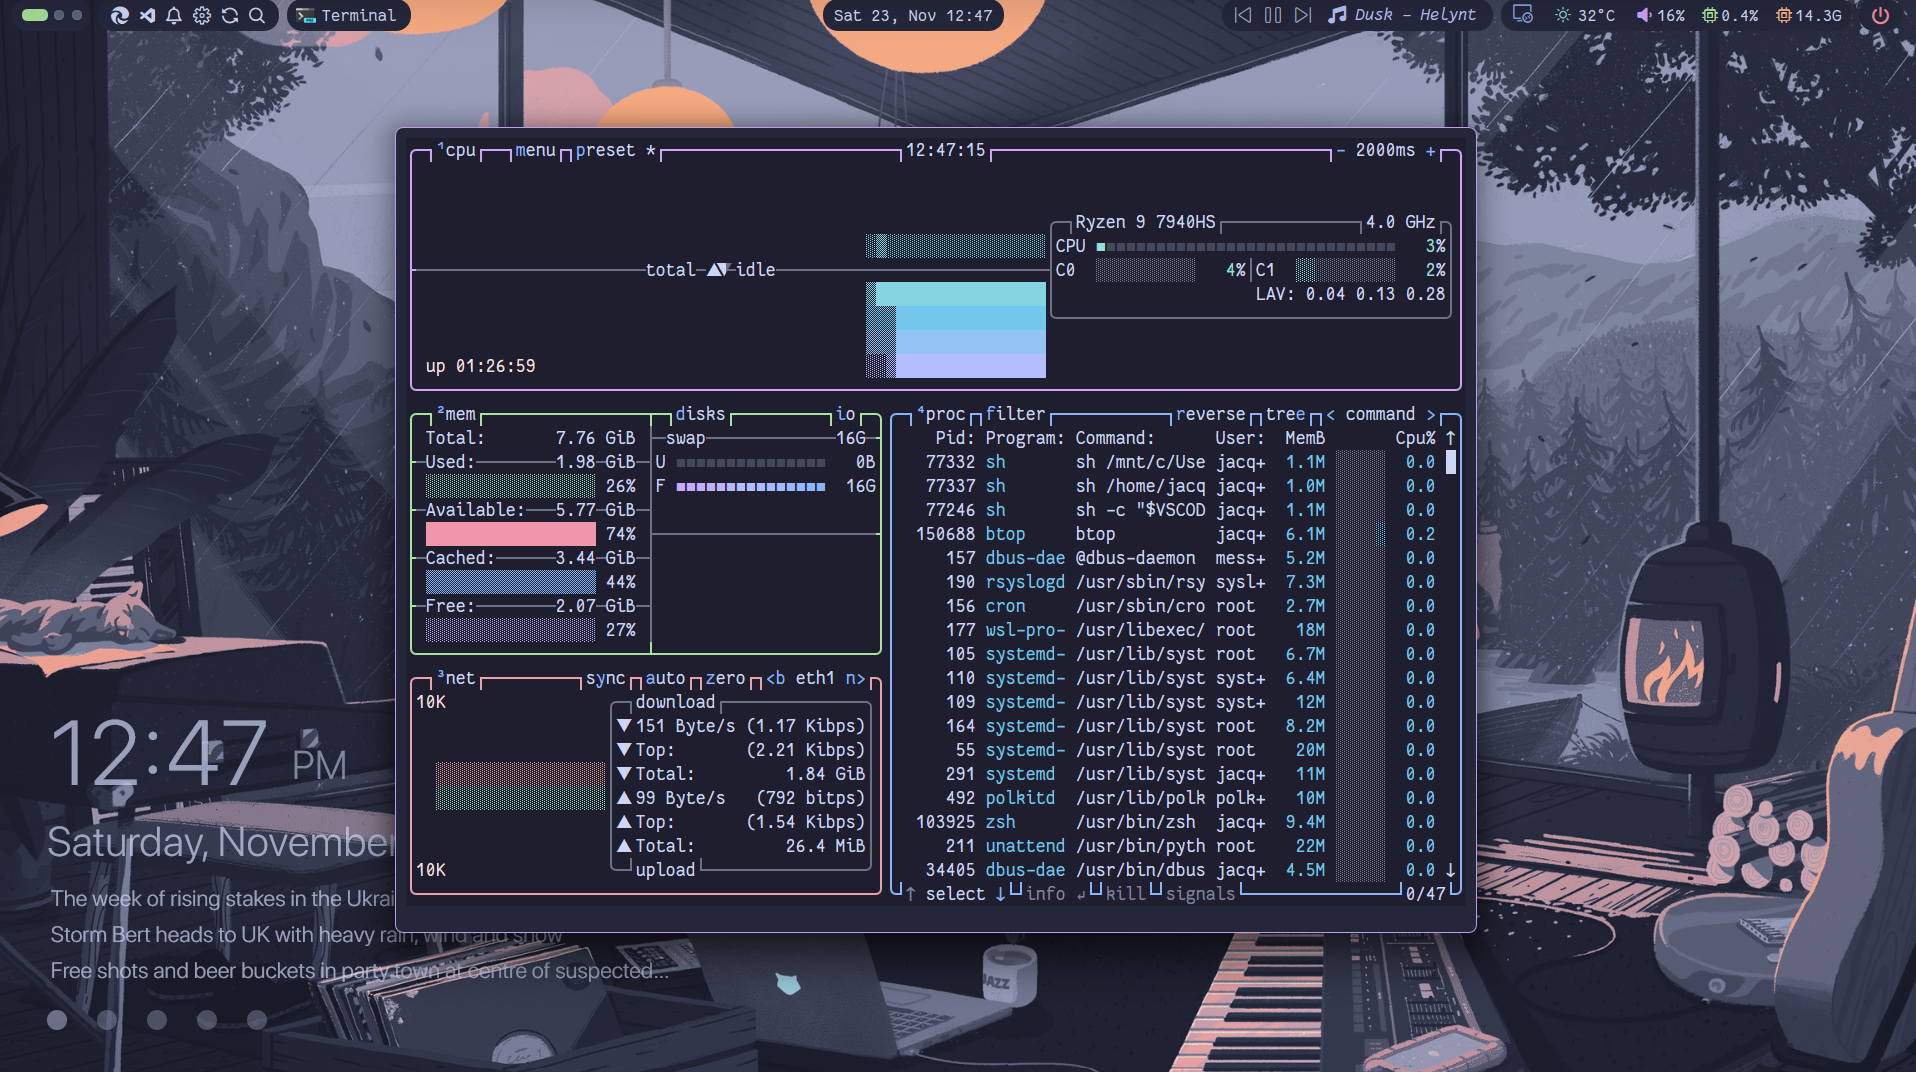 Terminal
Sat 23, Nov 12:47
Dusk – Helynt
32°C
16%
0.4%
14.3G
¹cpu menu preset * 12:47:15 - 2000ms +
Ryzen 9 7940HS 4.0 GHz
CPU 3%
total idle
C0 4% C1 2%
LAV: 0.04 0.13 0.28
up 01:26:59
²mem disks io
Total: 7.76 GiB
Used: 1.98 GiB
26%
Available: 5.77 GiB
74%
Cached: 3.44 GiB
44%
Free: 2.07 GiB
27%
swap 16G
U 0B
F 16G
³net sync auto zero <b eth1 n>
10K
download
▼ 151 Byte/s (1.17 Kibps)
▼ Top: (2.21 Kibps)
▼ Total: 1.84 GiB
▲ 99 Byte/s (792 bitps)
▲ Top: (1.54 Kibps)
▲ Total: 26.4 MiB
upload
10K
⁴proc filter reverse tree < command >
Pid: Program: Command: User: MemB Cpu% ↑
77332 sh sh /mnt/c/Use jacq+ 1.1M 0.0
77337 sh sh /home/jacq jacq+ 1.0M 0.0
77246 sh sh -c "$VSCOD jacq+ 1.1M 0.0
150688 btop btop jacq+ 6.1M 0.2
157 dbus-dae @dbus-daemon mess+ 5.2M 0.0
190 rsyslogd /usr/sbin/rsy sysl+ 7.3M 0.0
156 cron /usr/sbin/cro root 2.7M 0.0
177 wsl-pro- /usr/libexec/ root 18M 0.0
105 systemd- /usr/lib/syst root 6.7M 0.0
110 systemd- /usr/lib/syst syst+ 6.4M 0.0
109 systemd- /usr/lib/syst syst+ 12M 0.0
164 systemd- /usr/lib/syst root 8.2M 0.0
55 systemd- /usr/lib/syst root 20M 0.0
291 systemd /usr/lib/syst jacq+ 11M 0.0
492 polkitd /usr/lib/polk polk+ 10M 0.0
103925 zsh /usr/bin/zsh jacq+ 9.4M 0.0
211 unattend /usr/bin/pyth root 22M 0.0
34405 dbus-dae /usr/bin/dbus jacq+ 4.5M 0.0 ↓
↑ select ↓ info ↲ kill signals 0/47
12:47 PM
Saturday, November
The week of rising stakes in the Ukrai
Storm Bert heads to UK with heavy rain, wind and snow
Free shots and beer buckets in party town at centre of suspected...
JAZZ